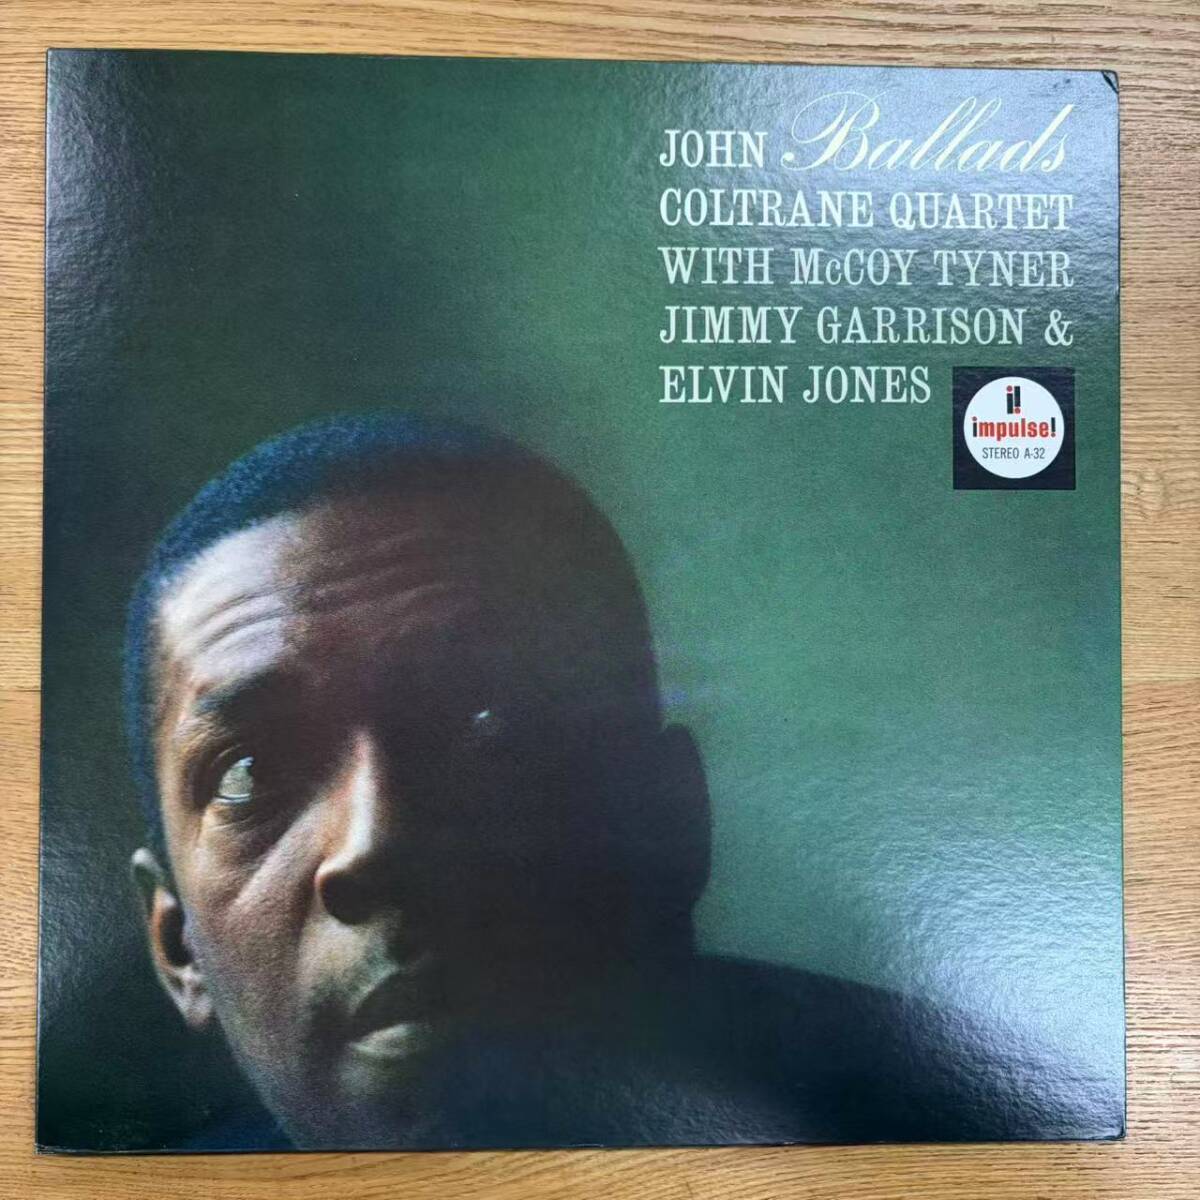 JOHN Ballads
COLTRANE QUARTET
WITH McCOY TYNER
JIMMY GARRISON &
ELVIN JONES
i!
impulse!
STEREO A-32